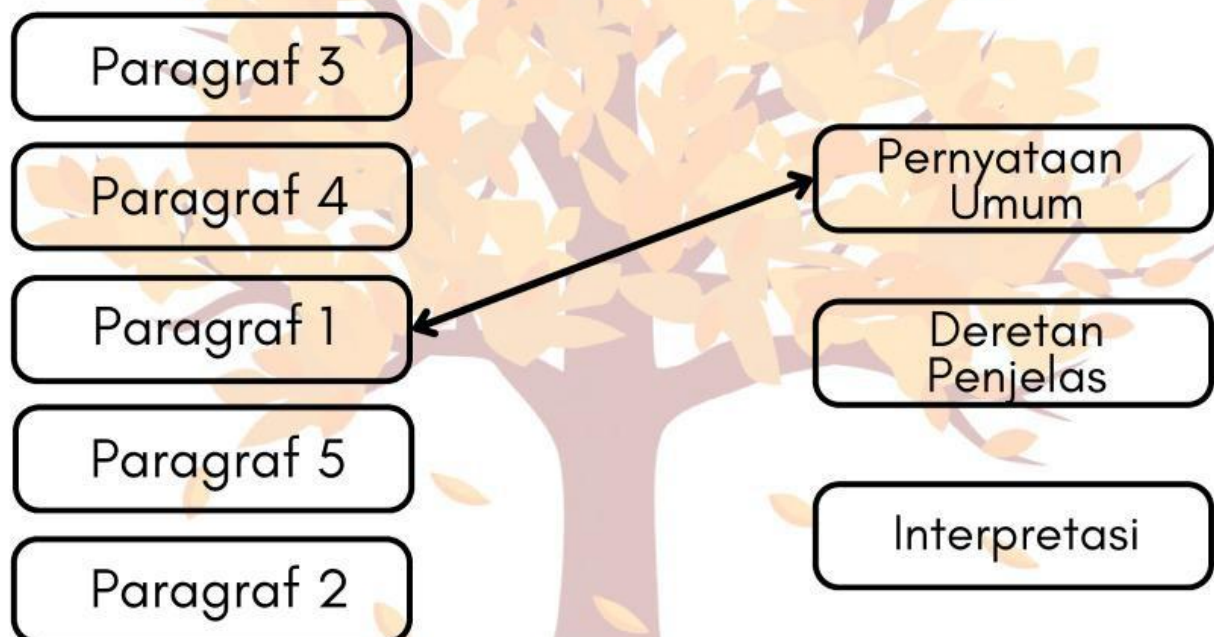 Paragraf 3
Paragraf 4
Paragraf 1
Paragraf 5
Paragraf 2
Pernyataan
Umum
Deretan
Penjelas
Interpretasi